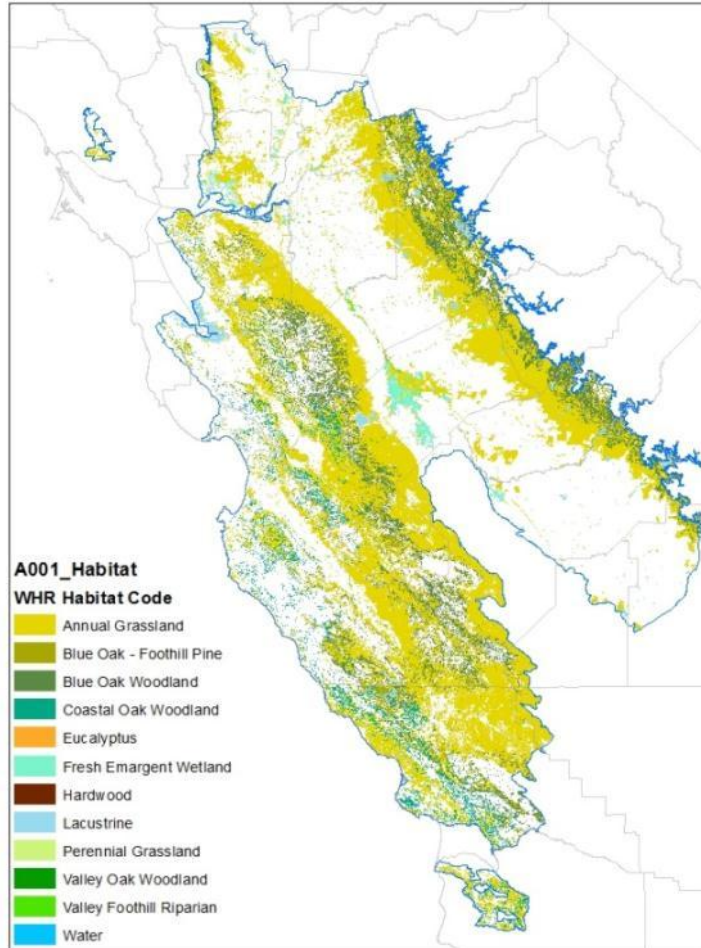 A001_Habitat
WHR Habitat Code
Annual Grassland
Blue Oak - Foothill Pine
Blue Oak Woodland
Coastal Oak Woodland
Eucalyptus
Fresh Emargent Wetland
Hardwood
Lacustrine
Perennial Grassland
Valley Oak Woodland
Valley Foothill Riparian
Water